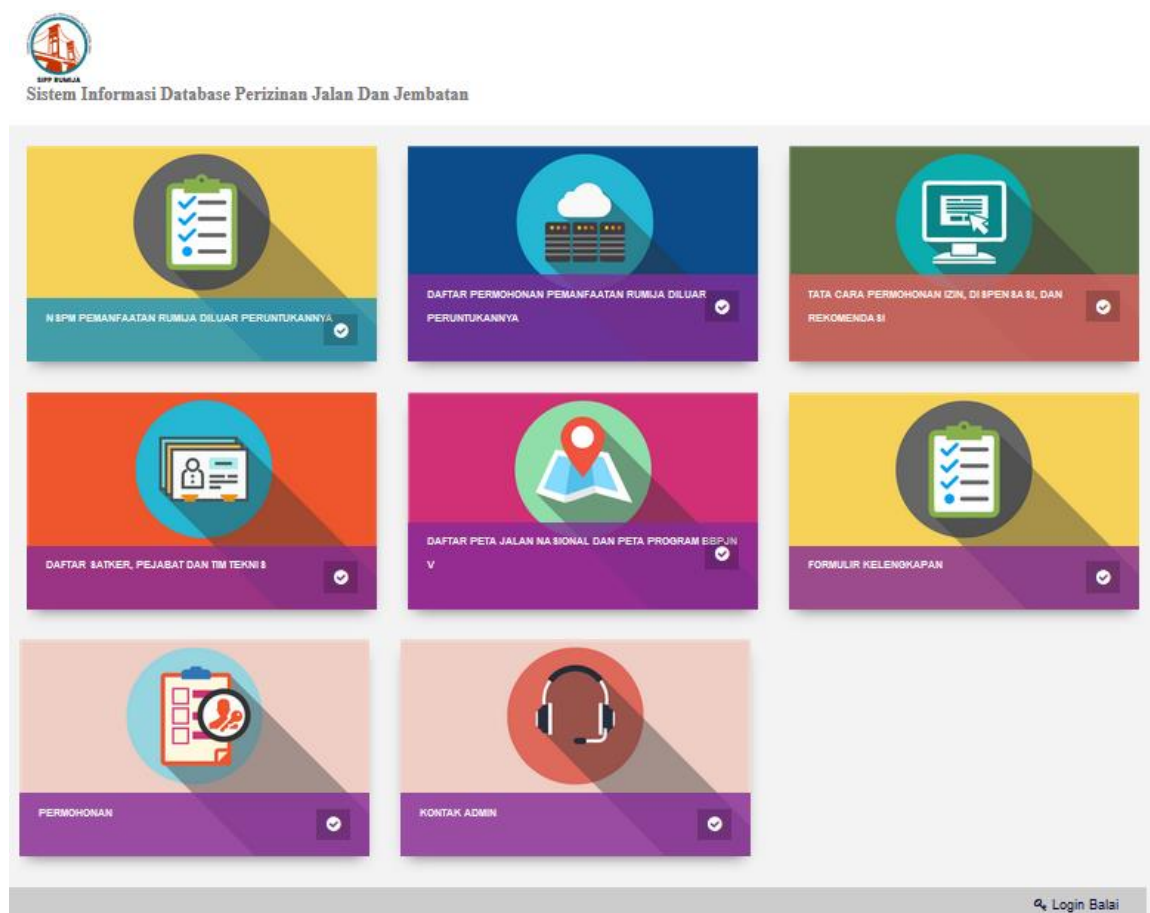 SIPP RUMIJA
Sistem Informasi Database Perizinan Jalan Dan Jembatan
NSPM PEMANFAATAN RUMIJA DILUAR PERUNTUKANNYA
DAFTAR PERMOHONAN PEMANFAATAN RUMIJA DILUAR
PERUNTUKANNYA
TATA CARA PERMOHONAN IZIN, DISPENSASI, DAN
REKOMENDASI
DAFTAR SATKER, PEJABAT DAN TIM TEKNIS
DAFTAR PETA JALAN NASIONAL DAN PETA PROGRAM BBPJN
V
FORMULIR KELENGKAPAN
PERMOHONAN
KONTAK ADMIN
Login Balai